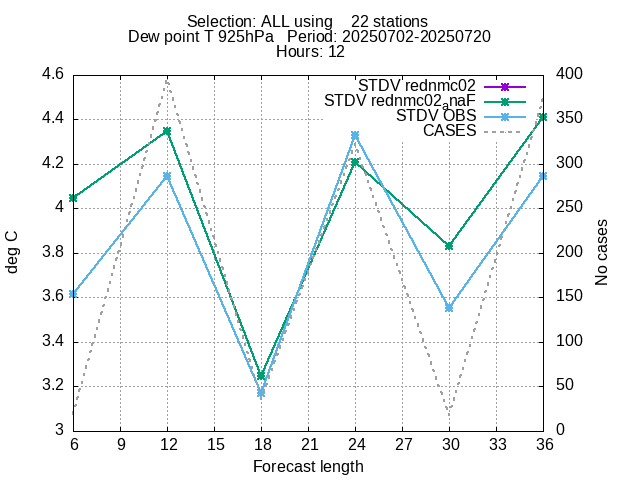 Selection: ALL using    22 stations
Dew point T 925hPa   Period: 20250702-20250720
Hours: 12
4.6
4.4
4.2
4
3.8
3.6
3.4
3.2
3
deg C
STDV rednmc02
STDV rednmc02anaF
STDV OBS
CASES
400
350
300
250
200
150
100
50
0
No cases
6 9 12 15 18 21 24 27 30 33 36
Forecast length